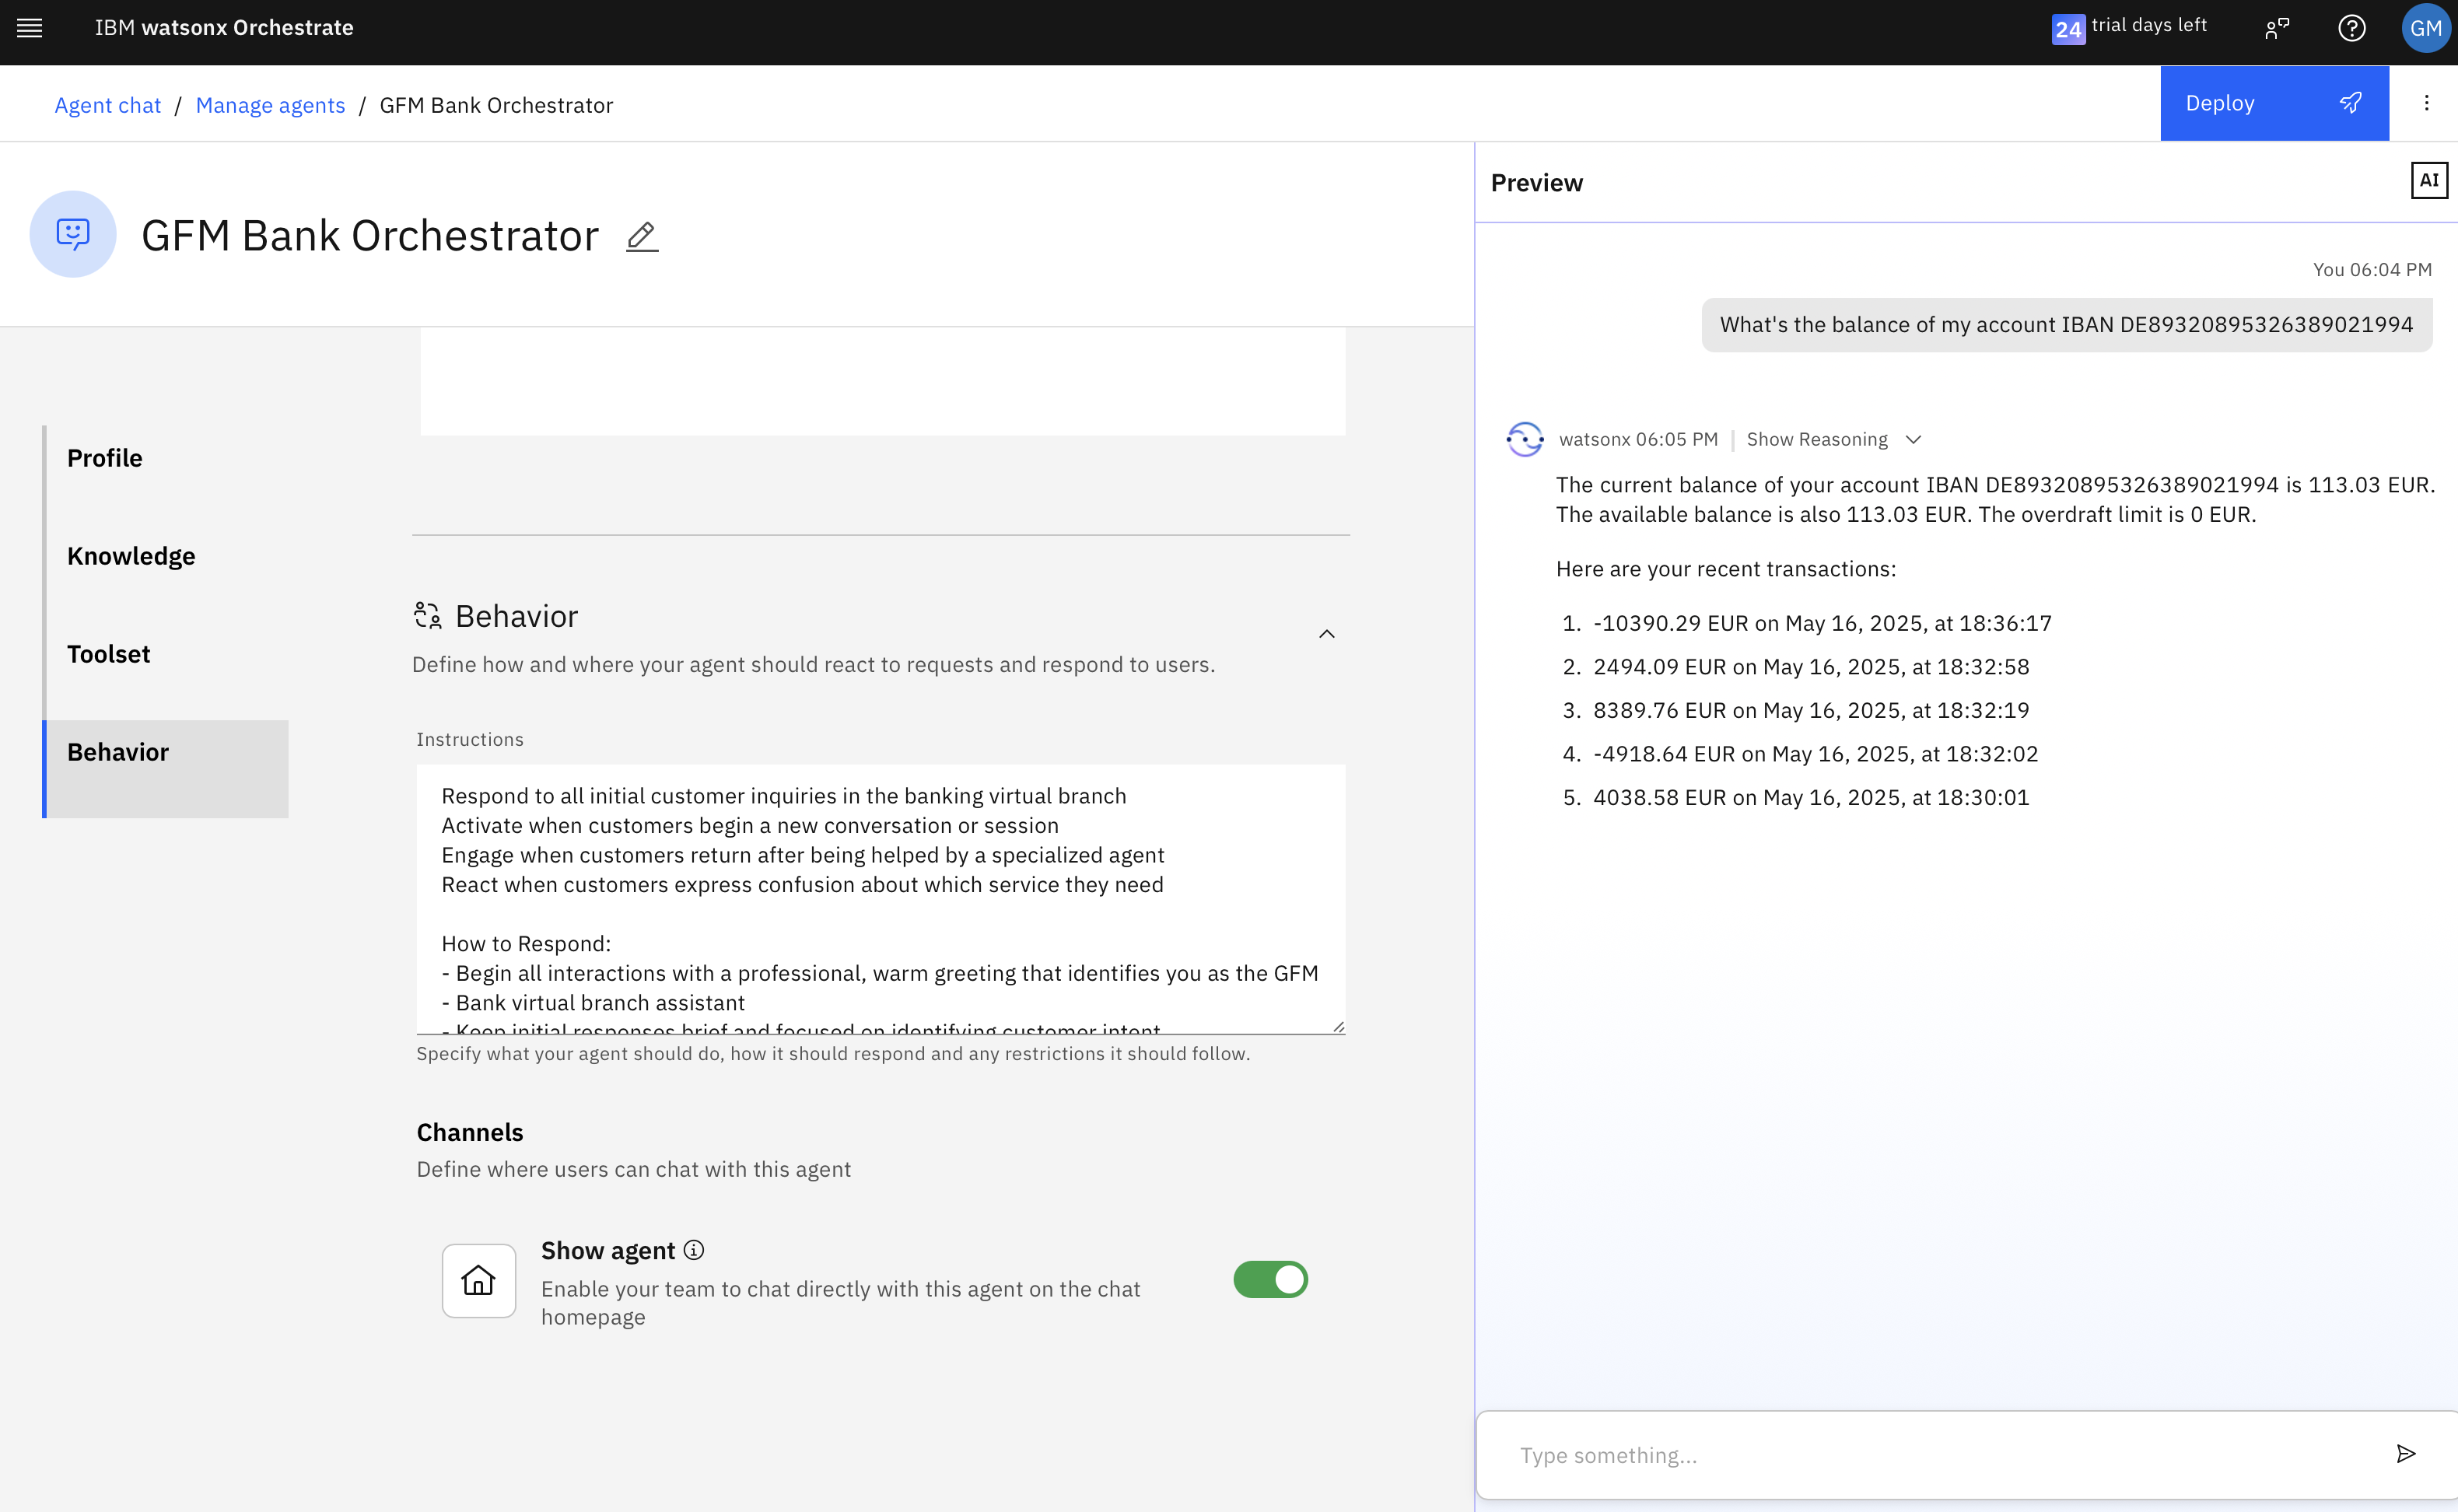 IBM watsonx Orchestrate
24 trial days left
GM
Agent chat / Manage agents / GFM Bank Orchestrator
Deploy
GFM Bank Orchestrator
Profile
Knowledge
Toolset
Behavior
Behavior
Define how and where your agent should react to requests and respond to users.
Instructions
Respond to all initial customer inquiries in the banking virtual branch
Activate when customers begin a new conversation or session
Engage when customers return after being helped by a specialized agent
React when customers express confusion about which service they need
How to Respond:
- Begin all interactions with a professional, warm greeting that identifies you as the GFM
- Bank virtual branch assistant
- Keep initial responses brief and focused on identifying customer intent
Specify what your agent should do, how it should respond and any restrictions it should follow.
Channels
Define where users can chat with this agent
Show agent
Enable your team to chat directly with this agent on the chat
homepage
Preview
AI
You 06:04 PM
What's the balance of my account IBAN DE89320895326389021994
watsonx 06:05 PM | Show Reasoning
The current balance of your account IBAN DE89320895326389021994 is 113.03 EUR.
The available balance is also 113.03 EUR. The overdraft limit is 0 EUR.
Here are your recent transactions:
1. -10390.29 EUR on May 16, 2025, at 18:36:17
2. 2494.09 EUR on May 16, 2025, at 18:32:58
3. 8389.76 EUR on May 16, 2025, at 18:32:19
4. -4918.64 EUR on May 16, 2025, at 18:32:02
5. 4038.58 EUR on May 16, 2025, at 18:30:01
Type something...